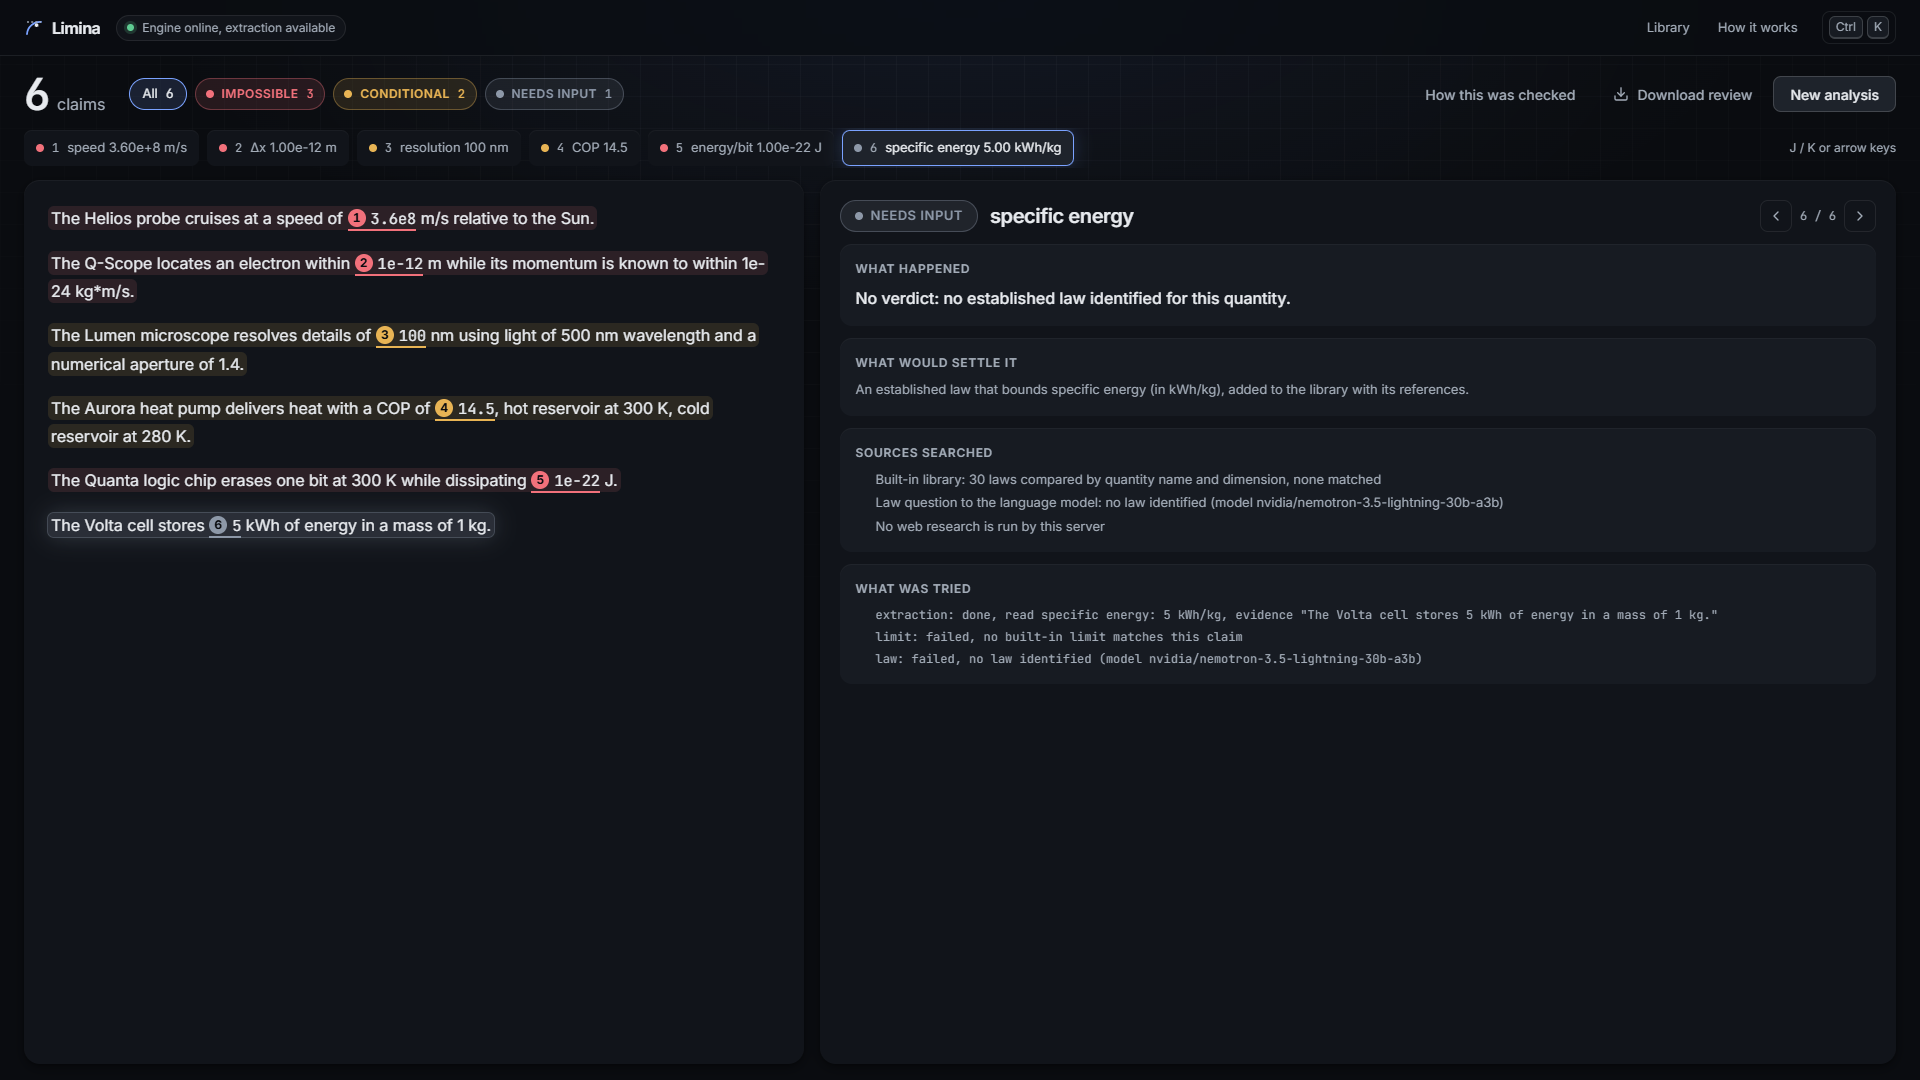 Limina
Engine online, extraction available
Library
How it works
Ctrl K
6 claims
All 6
IMPOSSIBLE 3
CONDITIONAL 2
NEEDS INPUT 1
How this was checked
Download review
New analysis
1 speed 3.60e+8 m/s
2 Δx 1.00e-12 m
3 resolution 100 nm
4 COP 14.5
5 energy/bit 1.00e-22 J
6 specific energy 5.00 kWh/kg
J / K or arrow keys
The Helios probe cruises at a speed of 1 3.6e8 m/s relative to the Sun.
The Q-Scope locates an electron within 2 1e-12 m while its momentum is known to within 1e-
24 kg*m/s.
The Lumen microscope resolves details of 3 100 nm using light of 500 nm wavelength and a
numerical aperture of 1.4.
The Aurora heat pump delivers heat with a COP of 4 14.5, hot reservoir at 300 K, cold
reservoir at 280 K.
The Quanta logic chip erases one bit at 300 K while dissipating 5 1e-22 J.
The Volta cell stores 6 5 kWh of energy in a mass of 1 kg.
NEEDS INPUT
specific energy
6 / 6
WHAT HAPPENED
No verdict: no established law identified for this quantity.
WHAT WOULD SETTLE IT
An established law that bounds specific energy (in kWh/kg), added to the library with its references.
SOURCES SEARCHED
Built-in library: 30 laws compared by quantity name and dimension, none matched
Law question to the language model: no law identified (model nvidia/nemotron-3.5-lightning-30b-a3b)
No web research is run by this server
WHAT WAS TRIED
extraction: done, read specific energy: 5 kWh/kg, evidence "The Volta cell stores 5 kWh of energy in a mass of 1 kg."
limit: failed, no built-in limit matches this claim
law: failed, no law identified (model nvidia/nemotron-3.5-lightning-30b-a3b)